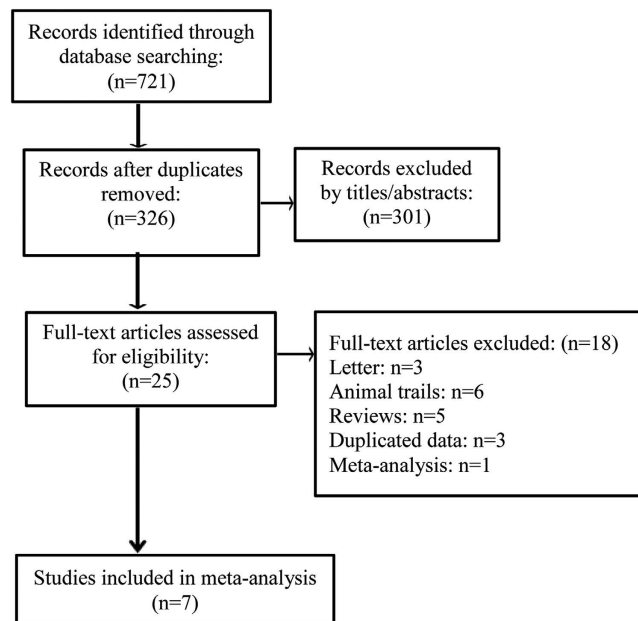 Records identified through
database searching:
(n=721)
Records after duplicates
removed:
(n=326)
Records excluded
by titles/abstracts:
(n=301)
Full-text articles assessed
for eligibility:
(n=25)
Full-text articles excluded: (n=18)
Letter: n=3
Animal trails: n=6
Reviews: n=5
Duplicated data: n=3
Meta-analysis: n=1
Studies included in meta-analysis
(n=7)